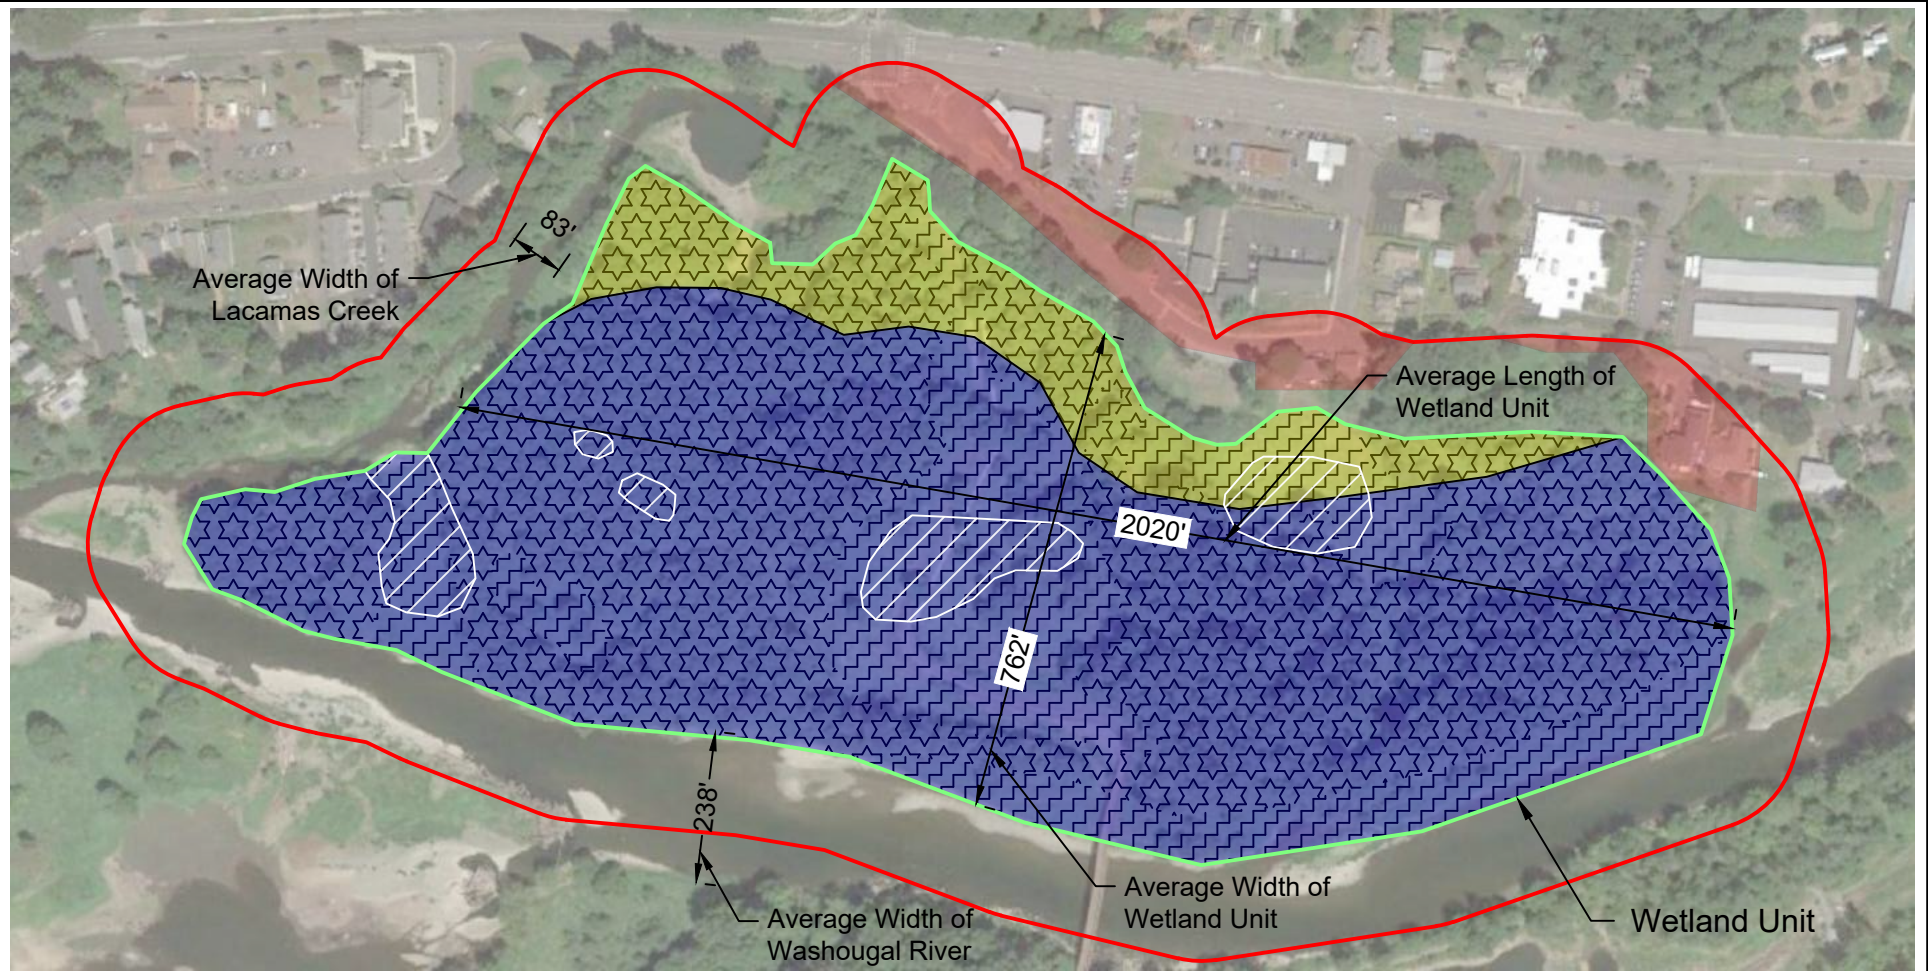 83'
Average Width of
Lacamas Creek
Average Length of
Wetland Unit
2020'
762'
238'
Average Width of
Wetland Unit
Average Width of
Washougal River
Wetland Unit